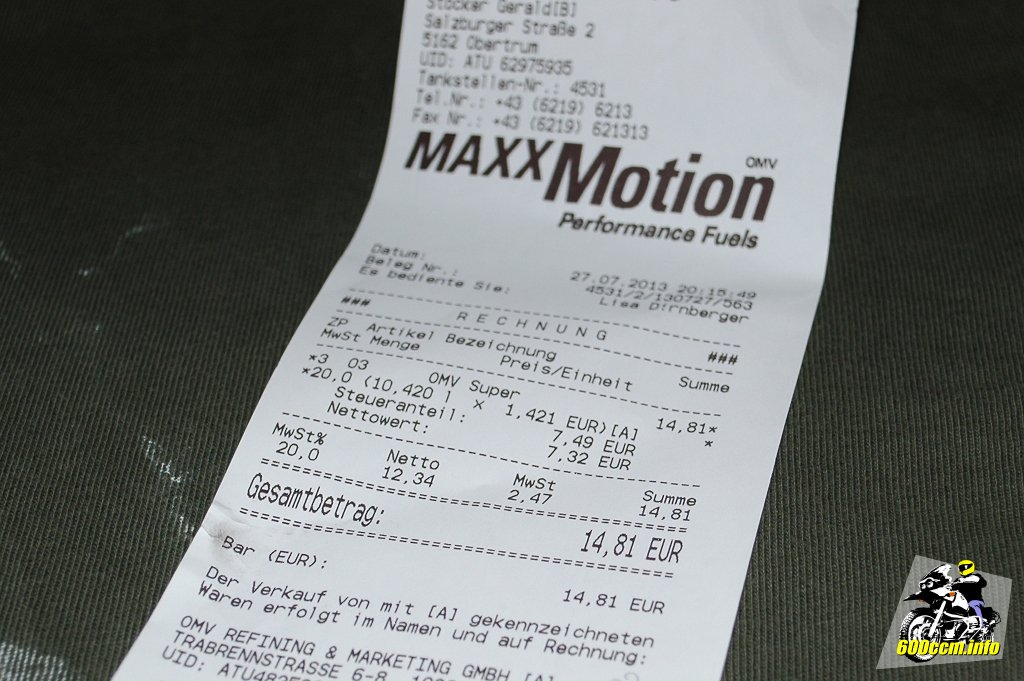 Stocker Gerald[B]
Salzburger Straße 2
5162 Obertrum
UID: ATU 62975935
Tankstellen-Nr.: 4531
Tel.Nr.: +43 (6219) 6213
Fax Nr.: +43 (6219) 621313
OMV
MAXXMotion
Performance Fuels
Datum: 27.07.2013 20:15:49
Beleg Nr.: 4531/2/130727/563
Es bediente Sie: Lisa Dirnberger
### R E C H N U N G ###
ZP Artikel Bezeichnung
MwSt Menge Preis/Einheit Summe
*3 03 OMV Super 14,81*
*20,0 (10,420 l x 1,421 EUR)[A] *
Steueranteil: 7,49 EUR
Nettowert: 7,32 EUR
MwSt% Netto MwSt Summe
20,0 12,34 2,47 14,81
Gesamtbetrag: 14,81 EUR
Bar (EUR): 14,81 EUR
Der Verkauf von mit [A] gekennzeichneten
Waren erfolgt im Namen und auf Rechnung:
OMV REFINING & MARKETING GMBH [A]
TRABRENNSTRASSE 6-8
UID:
600ccm.info